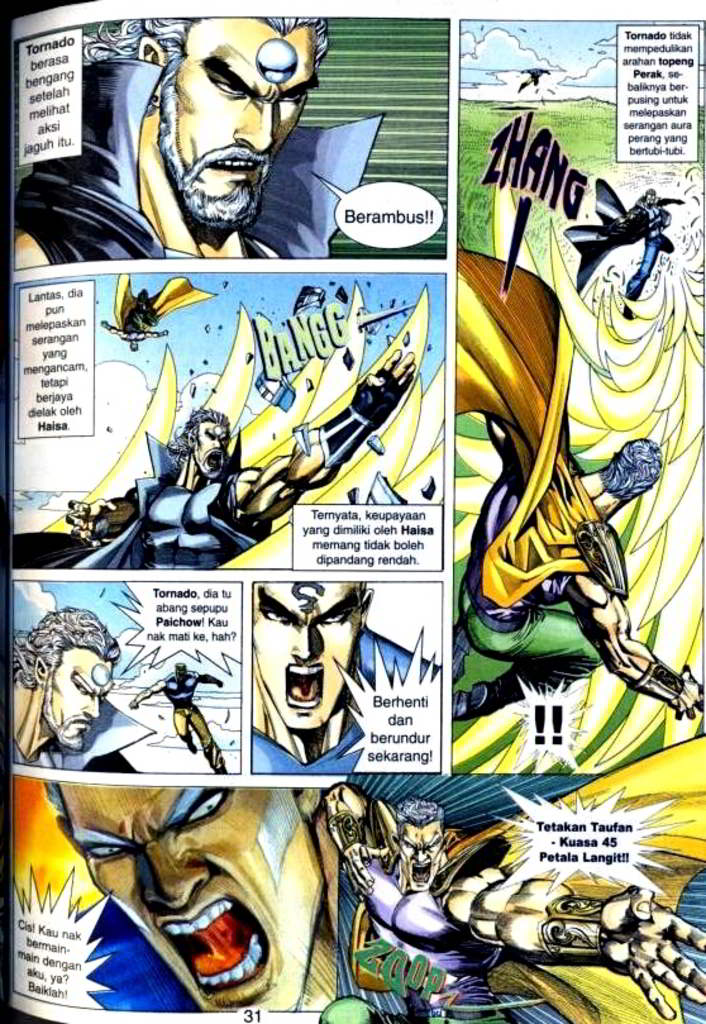 Tornado
berasa
bengang
setelah
melihat
aksi
jaguh itu.
Berambus!!
Lantas, dia
pun
melepaskan
serangan
yang
mengancam,
tetapi
berjaya
dielak oleh
Haisa.
BANGG
Ternyata, keupayaan
yang dimiliki oleh Haisa
memang tidak boleh
dipandang rendah.
Tornado, dia tu
abang sepupu
Paichow! Kau
nak mati ke, hah?
S
Berhenti
dan
berundur
sekarang!
Tornado tidak
mempedulikan
arahan topeng
Perak, se-
baliknya ber-
pusing untuk
melepaskan
serangan aura
perang yang
bertubi-tubi.
ZHANG
!
!!
Cis! Kau nak
bermain-
main dengan
aku, ya?
Baiklah!
Tetakan Taufan
- Kuasa 45
Petala Langit!!
ZOOP
31